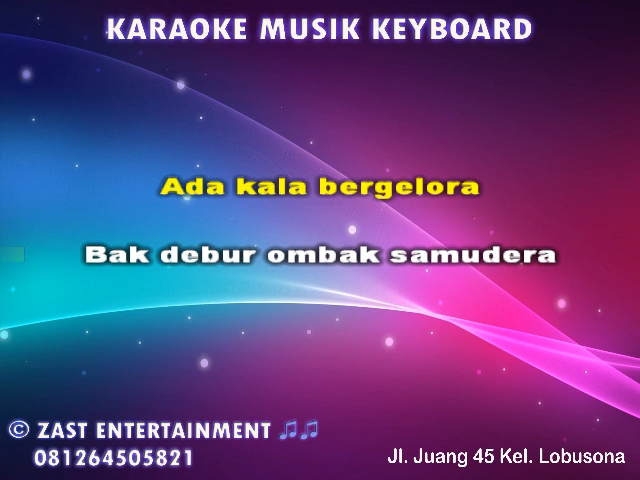 KARAOKE MUSIK KEYBOARD
Ada kala bergelora
Bak debur ombak samudera
© ZAST ENTERTAINMENT 🎵🎵
081264505821
Jl. Juang 45 Kel. Lobusona